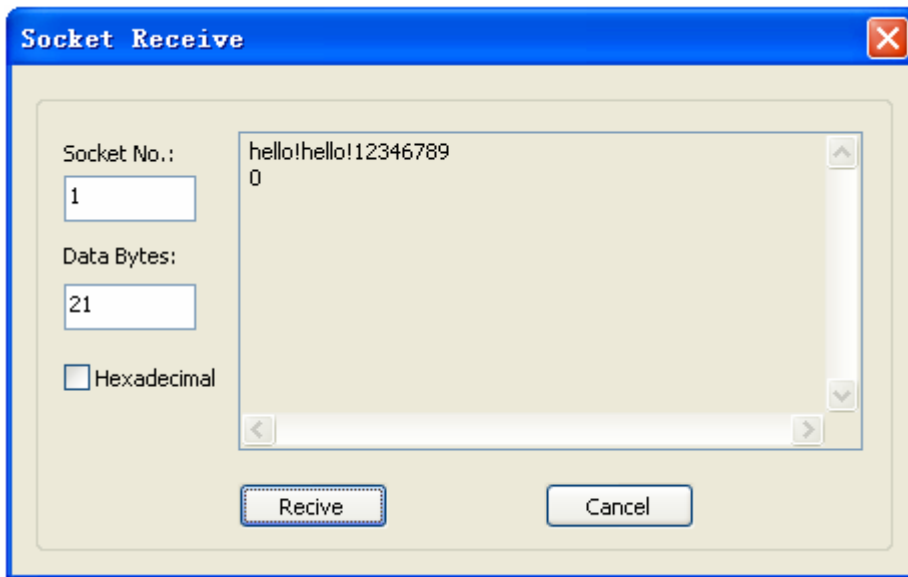 Socket Receive
Socket No.:
1
Data Bytes:
21
Hexadecimal
hello!hello!12346789
0
Recive
Cancel